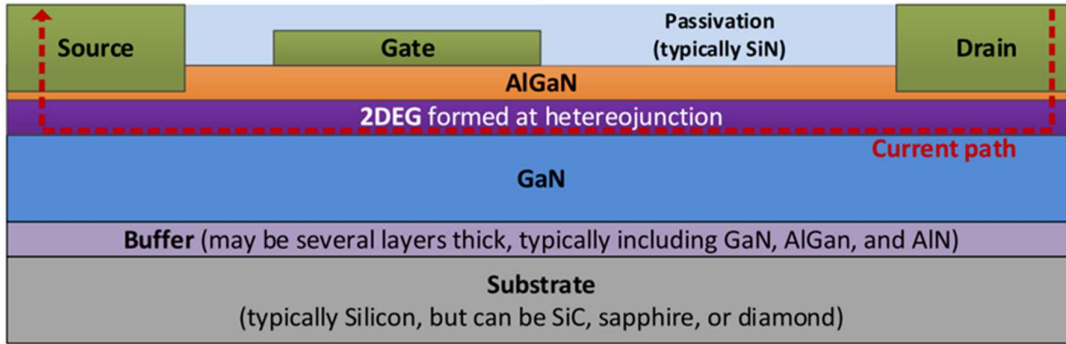 Source
Gate
Passivation
(typically SiN)
Drain
AlGaN
2DEG formed at hetereojunction
Current path
GaN
Buffer (may be several layers thick, typically including GaN, AlGan, and AlN)
Substrate
(typically Silicon, but can be SiC, sapphire, or diamond)